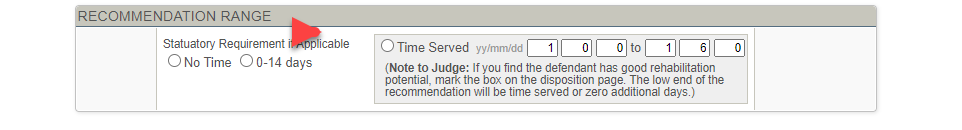 RECOMMENDATION RANGE
Statuatory Requirement if Applicable
No Time 0-14 days
Time Served yy/mm/dd 1 0 0 to 1 6 0
(Note to Judge: If you find the defendant has good rehabilitation
potential, mark the box on the disposition page. The low end of the
recommendation will be time served or zero additional days.)